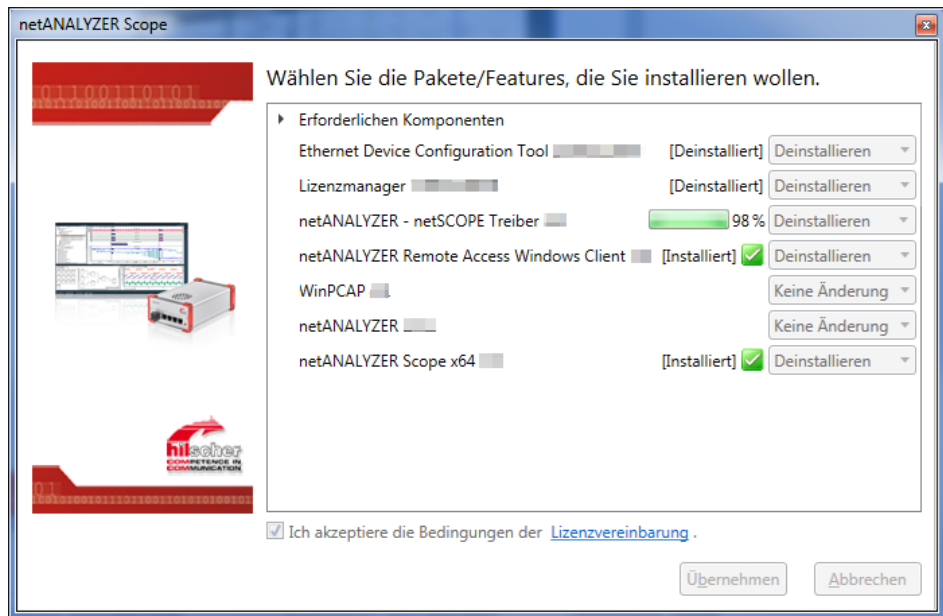 netANALYZER Scope
Wählen Sie die Pakete/Features, die Sie installieren wollen.
Erforderlichen Komponenten
Ethernet Device Configuration Tool [Deinstalliert] Deinstallieren
Lizenzmanager [Deinstalliert] Deinstallieren
netANALYZER - netSCOPE Treiber 98 % Deinstallieren
netANALYZER Remote Access Windows Client [Installiert] Deinstallieren
WinPCAP Keine Änderung
netANALYZER Keine Änderung
netANALYZER Scope x64 [Installiert] Deinstallieren
hilscher
COMPETENCE IN
COMMUNICATION
Ich akzeptiere die Bedingungen der Lizenzvereinbarung .
Übernehmen Abbrechen